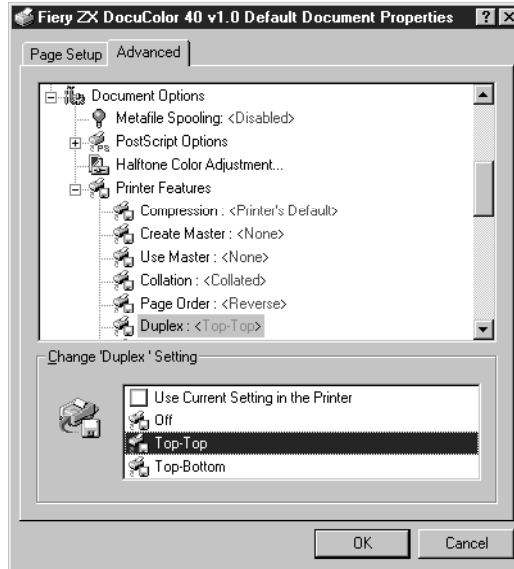 Fiery ZX DocuColor 40 v1.0 Default Document Properties
Page Setup
Advanced
Document Options
Metafile Spooling: <Disabled>
PostScript Options
Halftone Color Adjustment...
Printer Features
Compression : <Printer's Default>
Create Master : <None>
Use Master : <None>
Collation : <Collated>
Page Order : <Reverse>
Duplex : <Top-Top>
Change 'Duplex ' Setting
Use Current Setting in the Printer
Off
Top-Top
Top-Bottom
OK
Cancel